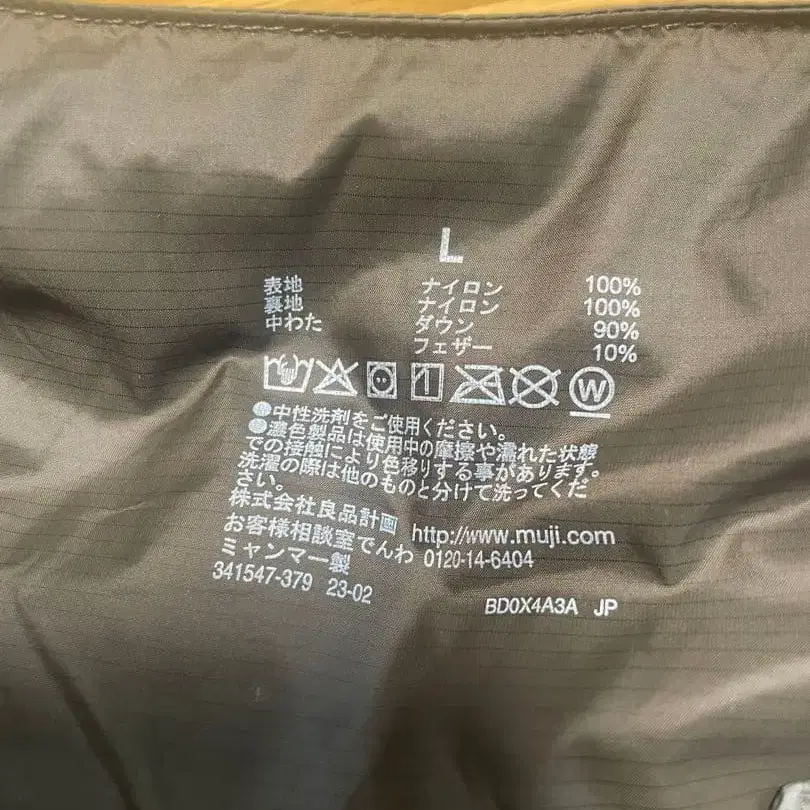 L
表地 ナイロン 100%
裏地 ナイロン 100%
中わた ダウン 90%
フェザー 10%
W
●中性洗剤をご使用ください。
●濃色製品は使用中の摩擦や濡れた状態
での接触により色移りする事があります。
洗濯の際は他のものと分けて洗ってくだ
さい。
株式会社良品計画 http://www.muji.com
お客様相談室でんわ 0120-14-6404
ミャンマー製
341547-379 23-02
BD0X4A3A JP